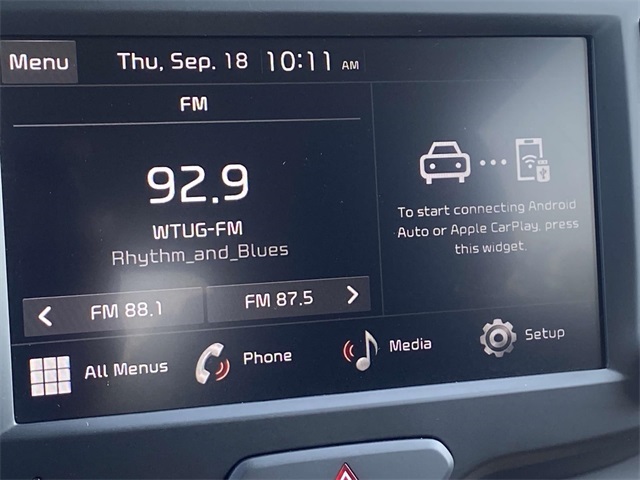 Menu
Thu, Sep. 18 10:11 AM
FM
92.9
WTUG-FM
Rhythm_and_Blues
FM 88.1
FM 87.5
To start connecting Android
Auto or Apple CarPlay, press
this widget.
All Menus
Phone
Media
Setup